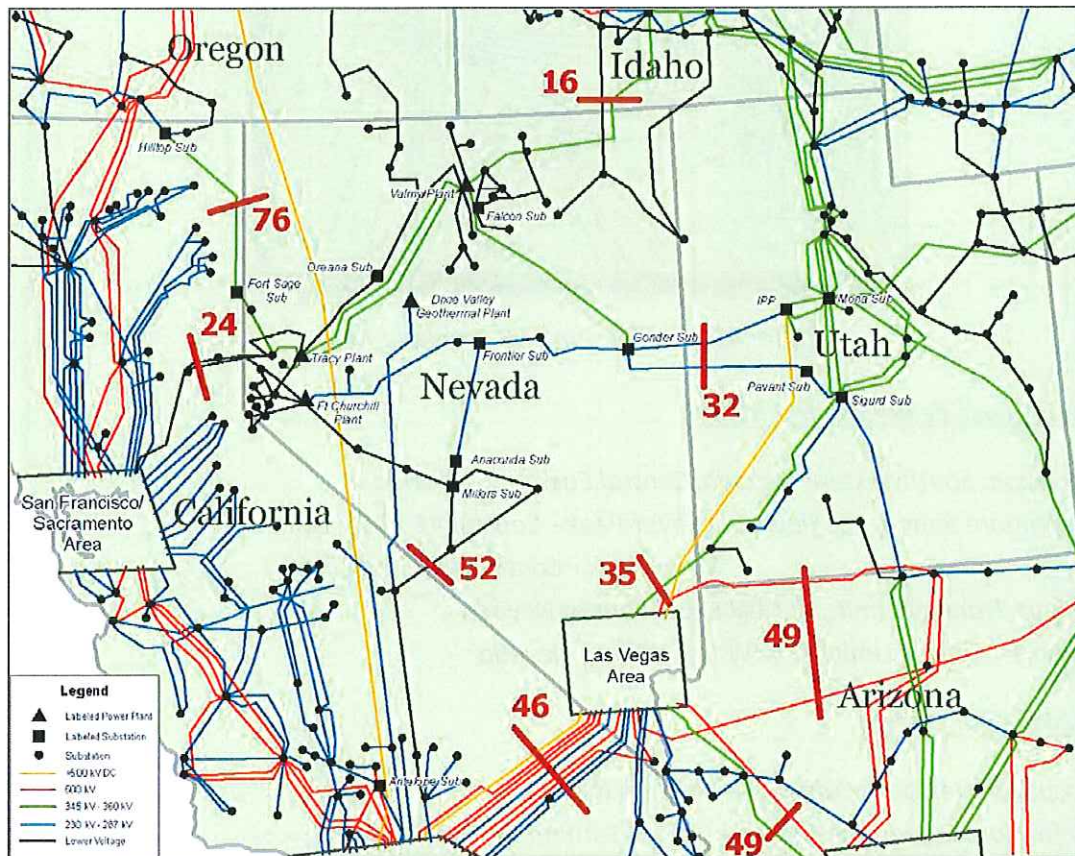 Oregon
Idaho
16
Hilltop Sub
Valmy Plant
Falcon Sub
76
Oreana Sub
Fort Sage
Sub
Dixie Valley
Geothermal Plant
IPP
Mona Sub
24
Tracy Plant
Frontier Sub
Gonder Sub
Utah
Nevada
Pavant Sub
32
Sigurd Sub
Ft Churchill
Plant
Anaconda Sub
Millers Sub
San Francisco/
Sacramento
Area
California
52
35
49
Las Vegas
Area
Arizona
46
Antelope Sub
49
Legend
Labeled Power Plant
Labeled Substation
Substation
500 kV DC
500 kV
345 kV - 360 kV
230 kV - 287 kV
Lower Voltage